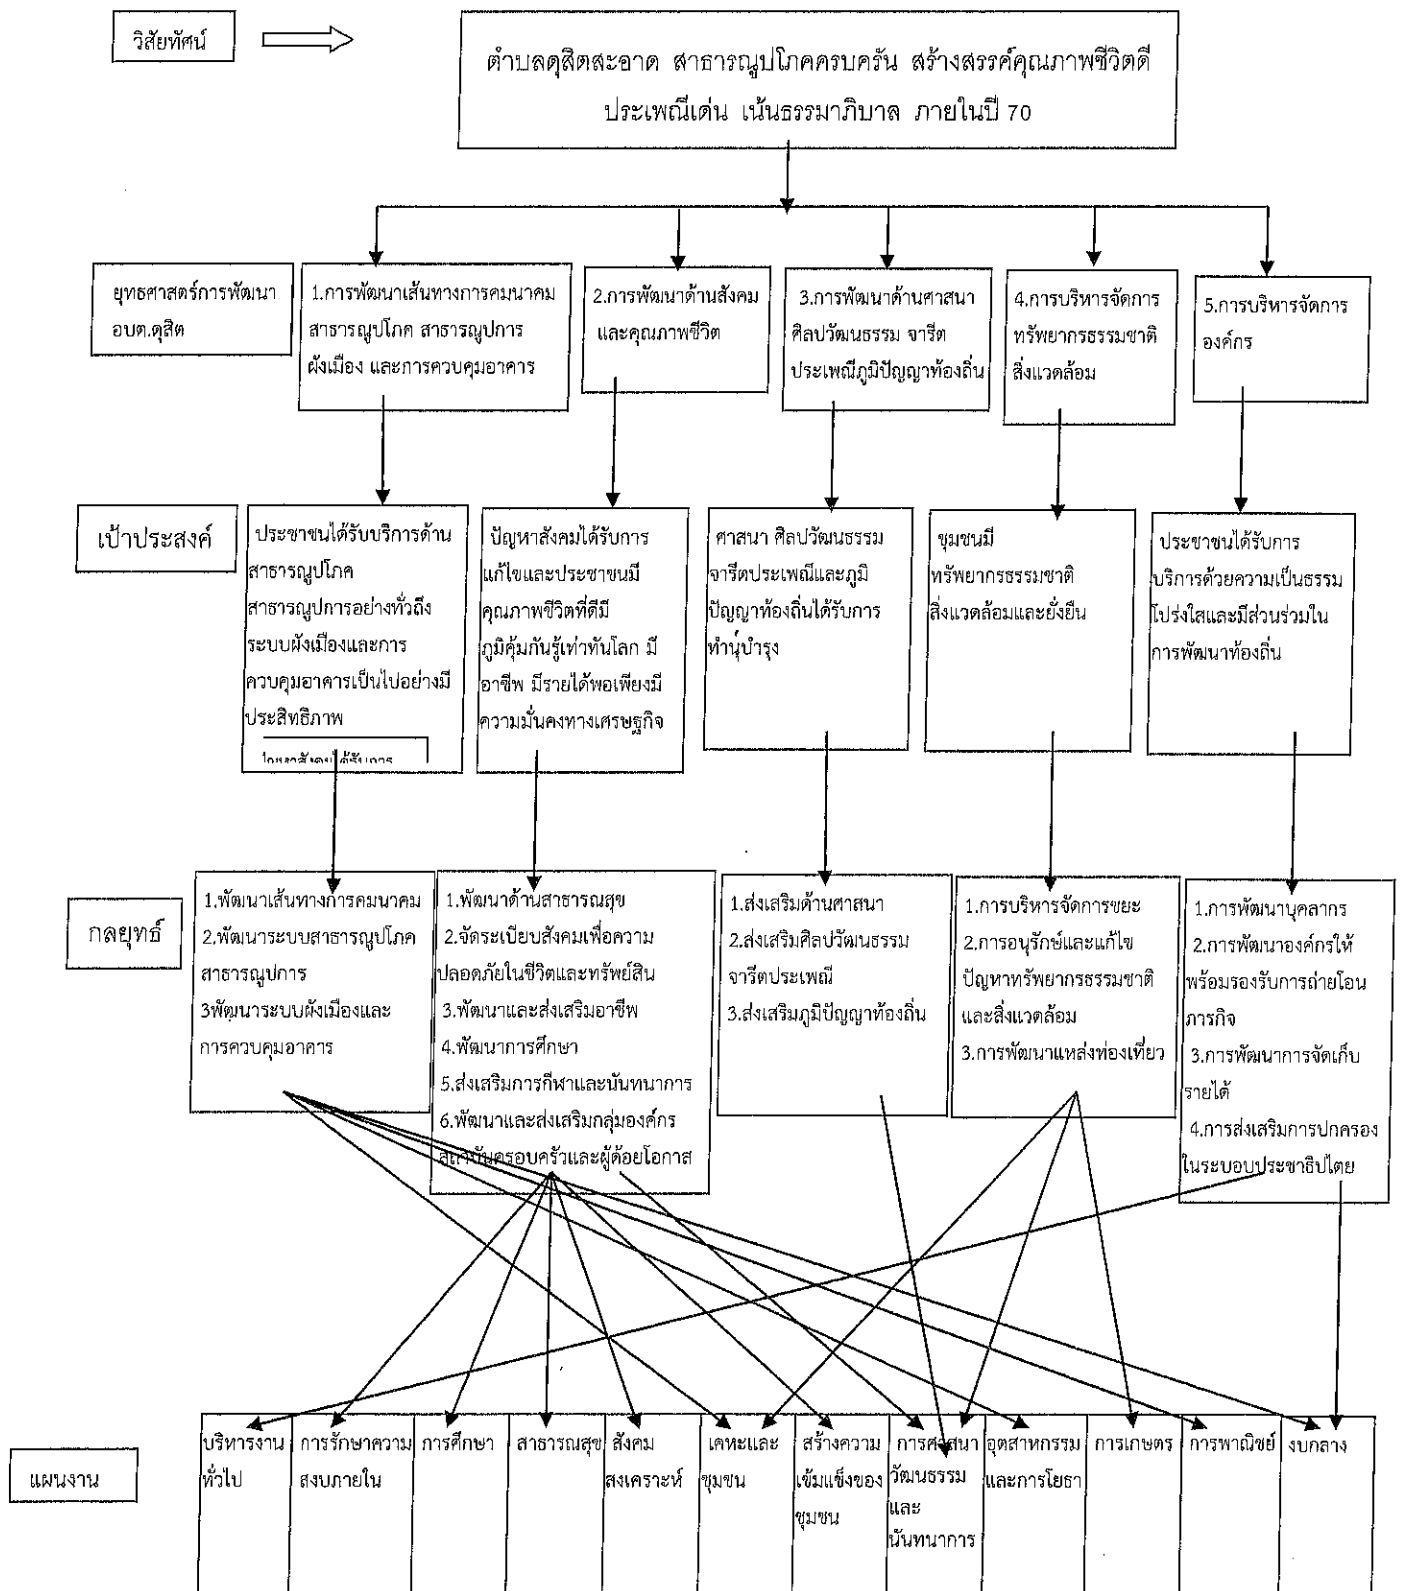 วิสัยทัศน์
ตำบลดุสิตสะอาด สาธารณูปโภคครบครัน สร้างสรรค์คุณภาพชีวิตดี
ประเพณีเด่น เน้นธรรมาภิบาล ภายในปี 70
ยุทธศาสตร์การพัฒนา
อบต.ดุสิต
1.การพัฒนาเส้นทางการคมนาคม
สาธารณูปโภค สาธารณูปการ
ผังเมือง และการควบคุมอาคาร
2.การพัฒนาด้านสังคม
และคุณภาพชีวิต
3.การพัฒนาด้านศาสนา
ศิลปวัฒนธรรม จารีต
ประเพณีภูมิปัญญาท้องถิ่น
4.การบริหารจัดการ
ทรัพยากรธรรมชาติ
สิ่งแวดล้อม
5.การบริหารจัดการ
องค์กร
เป้าประสงค์
ประชาชนได้รับบริการด้าน
สาธารณูปโภค
สาธารณูปการอย่างทั่วถึง
ระบบผังเมืองและการ
ควบคุมอาคารเป็นไปอย่างมี
ประสิทธิภาพ
ปัญหาสังคมได้รับการ
แก้ไขและประชาชนมี
คุณภาพชีวิตที่ดีมี
ภูมิคุ้มกันรู้เท่าทันโลก มี
อาชีพ มีรายได้พอเพียงมี
ความมั่นคงทางเศรษฐกิจ
ศาสนา ศิลปวัฒนธรรม
จารีตประเพณีและภูมิ
ปัญญาท้องถิ่นได้รับการ
ทำนุบำรุง
ชุมชนมี
ทรัพยากรธรรมชาติ
สิ่งแวดล้อมและยั่งยืน
ประชาชนได้รับการ
บริการด้วยความเป็นธรรม
โปร่งใสและมีส่วนร่วมใน
การพัฒนาท้องถิ่น
กลยุทธ์
1.พัฒนาเส้นทางการคมนาคม
2.พัฒนาระบบสาธารณูปโภค
สาธารณูปการ
3พัฒนาระบบผังเมืองและ
การควบคุมอาคาร
1.พัฒนาด้านสาธารณสุข
2.จัดระเบียบสังคมเพื่อความ
ปลอดภัยในชีวิตและทรัพย์สิน
3.พัฒนาและส่งเสริมอาชีพ
4.พัฒนาการศึกษา
5.ส่งเสริมการกีฬาและนันทนาการ
6.พัฒนาและส่งเสริมกลุ่มองค์กร
สถาบันครอบครัวและผู้ด้อยโอกาส
1.ส่งเสริมด้านศาสนา
2.ส่งเสริมศิลปวัฒนธรรม
จารีตประเพณี
3.ส่งเสริมภูมิปัญญาท้องถิ่น
1.การบริหารจัดการขยะ
2.การอนุรักษ์และแก้ไข
ปัญหาทรัพยากรธรรมชาติ
และสิ่งแวดล้อม
3.การพัฒนาแหล่งท่องเที่ยว
1.การพัฒนาบุคลากร
2.การพัฒนาองค์กรให้
พร้อมรองรับการถ่ายโอน
ภารกิจ
3.การพัฒนาการจัดเก็บ
รายได้
4.การส่งเสริมการปกครอง
ในระบอบประชาธิปไตย
แผนงาน
บริหารงาน
ทั่วไป
การรักษาความ
สงบภายใน
การศึกษา
สาธารณสุข
สังคม
สงเคราะห์
เคหะและ
ชุมชน
สร้างความ
เข้มแข็งของ
ชุมชน
การศาสนา
วัฒนธรรม
และ
นันทนาการ
อุตสาหกรรม
และการโยธา
การเกษตร
การพาณิชย์
งบกลาง